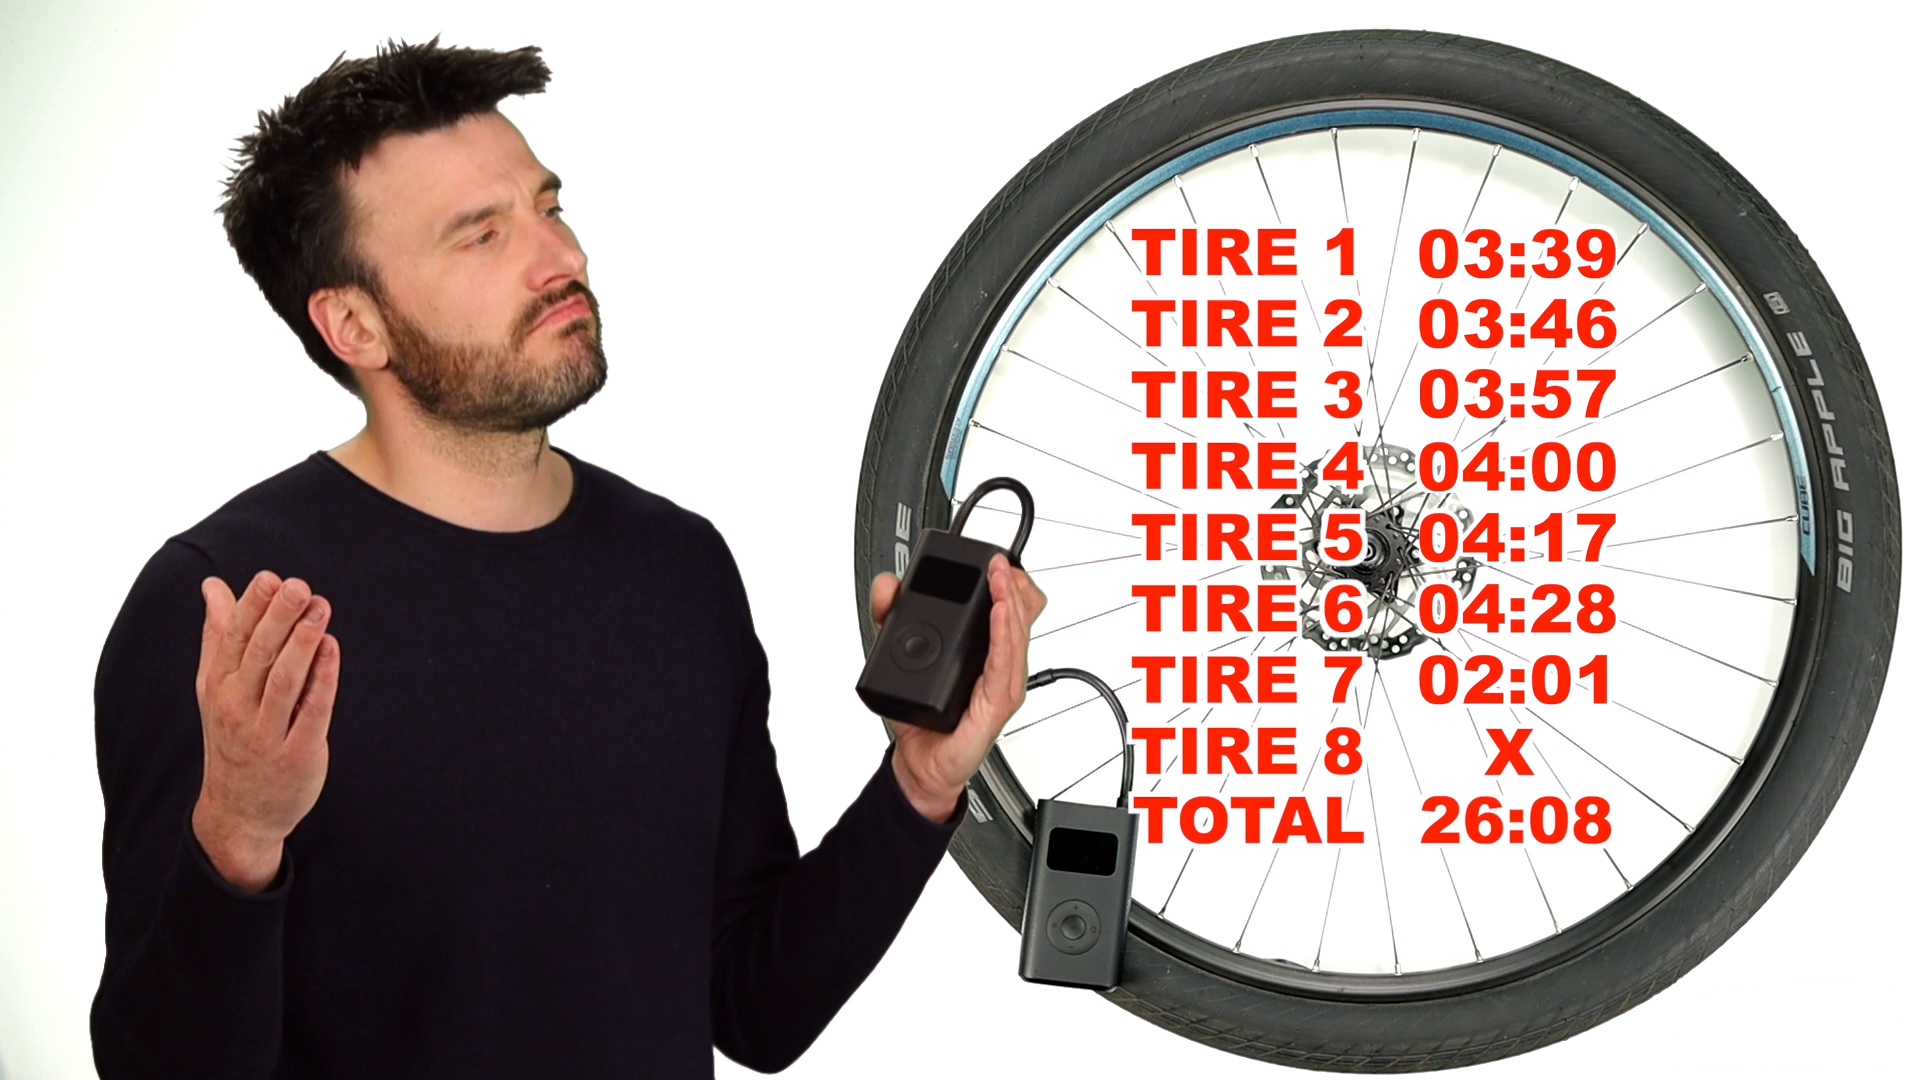 TIRE 1 03:39
TIRE 2 03:46
TIRE 3 03:57
TIRE 4 04:00
TIRE 5 04:17
TIRE 6 04:28
TIRE 7 02:01
TIRE 8 X
TOTAL 26:08
BIG APPLE
CUBE